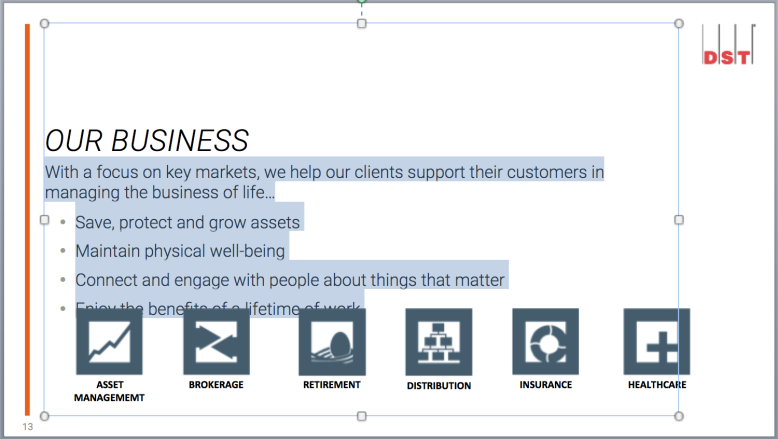 DST
OUR BUSINESS
With a focus on key markets, we help our clients support their customers in
managing the business of life…
• Save, protect and grow assets
• Maintain physical well-being
• Connect and engage with people about things that matter
• Enjoy the benefits of a lifetime of work
ASSET
MANAGEMEMT
BROKERAGE
RETIREMENT
DISTRIBUTION
INSURANCE
HEALTHCARE
13